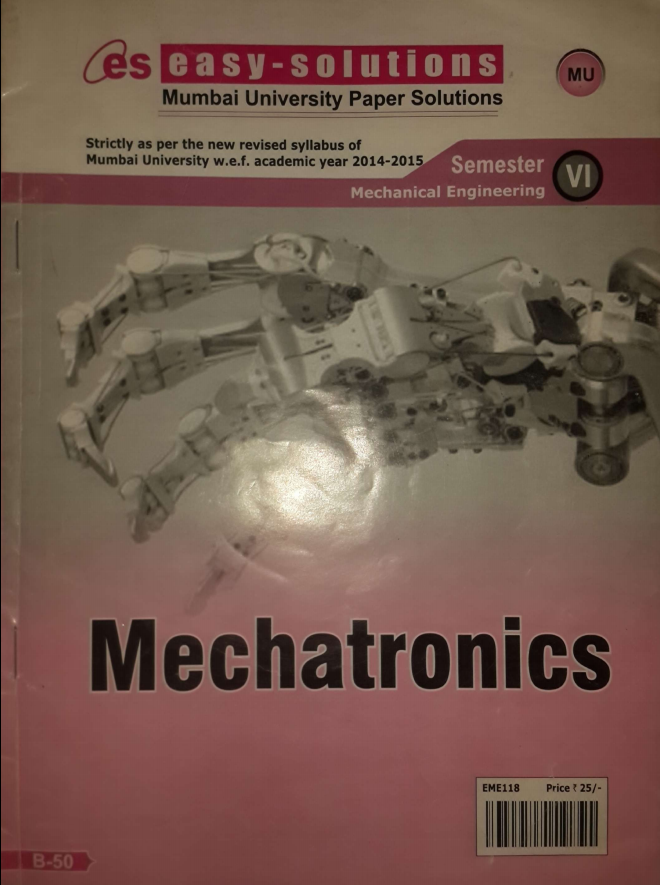 es easy-solutions
MU
Mumbai University Paper Solutions
Strictly as per the new revised syllabus of
Mumbai University w.e.f. academic year 2014-2015
Semester VI
Mechanical Engineering
Mechatronics
EME118 Price ₹ 25/-
B-50